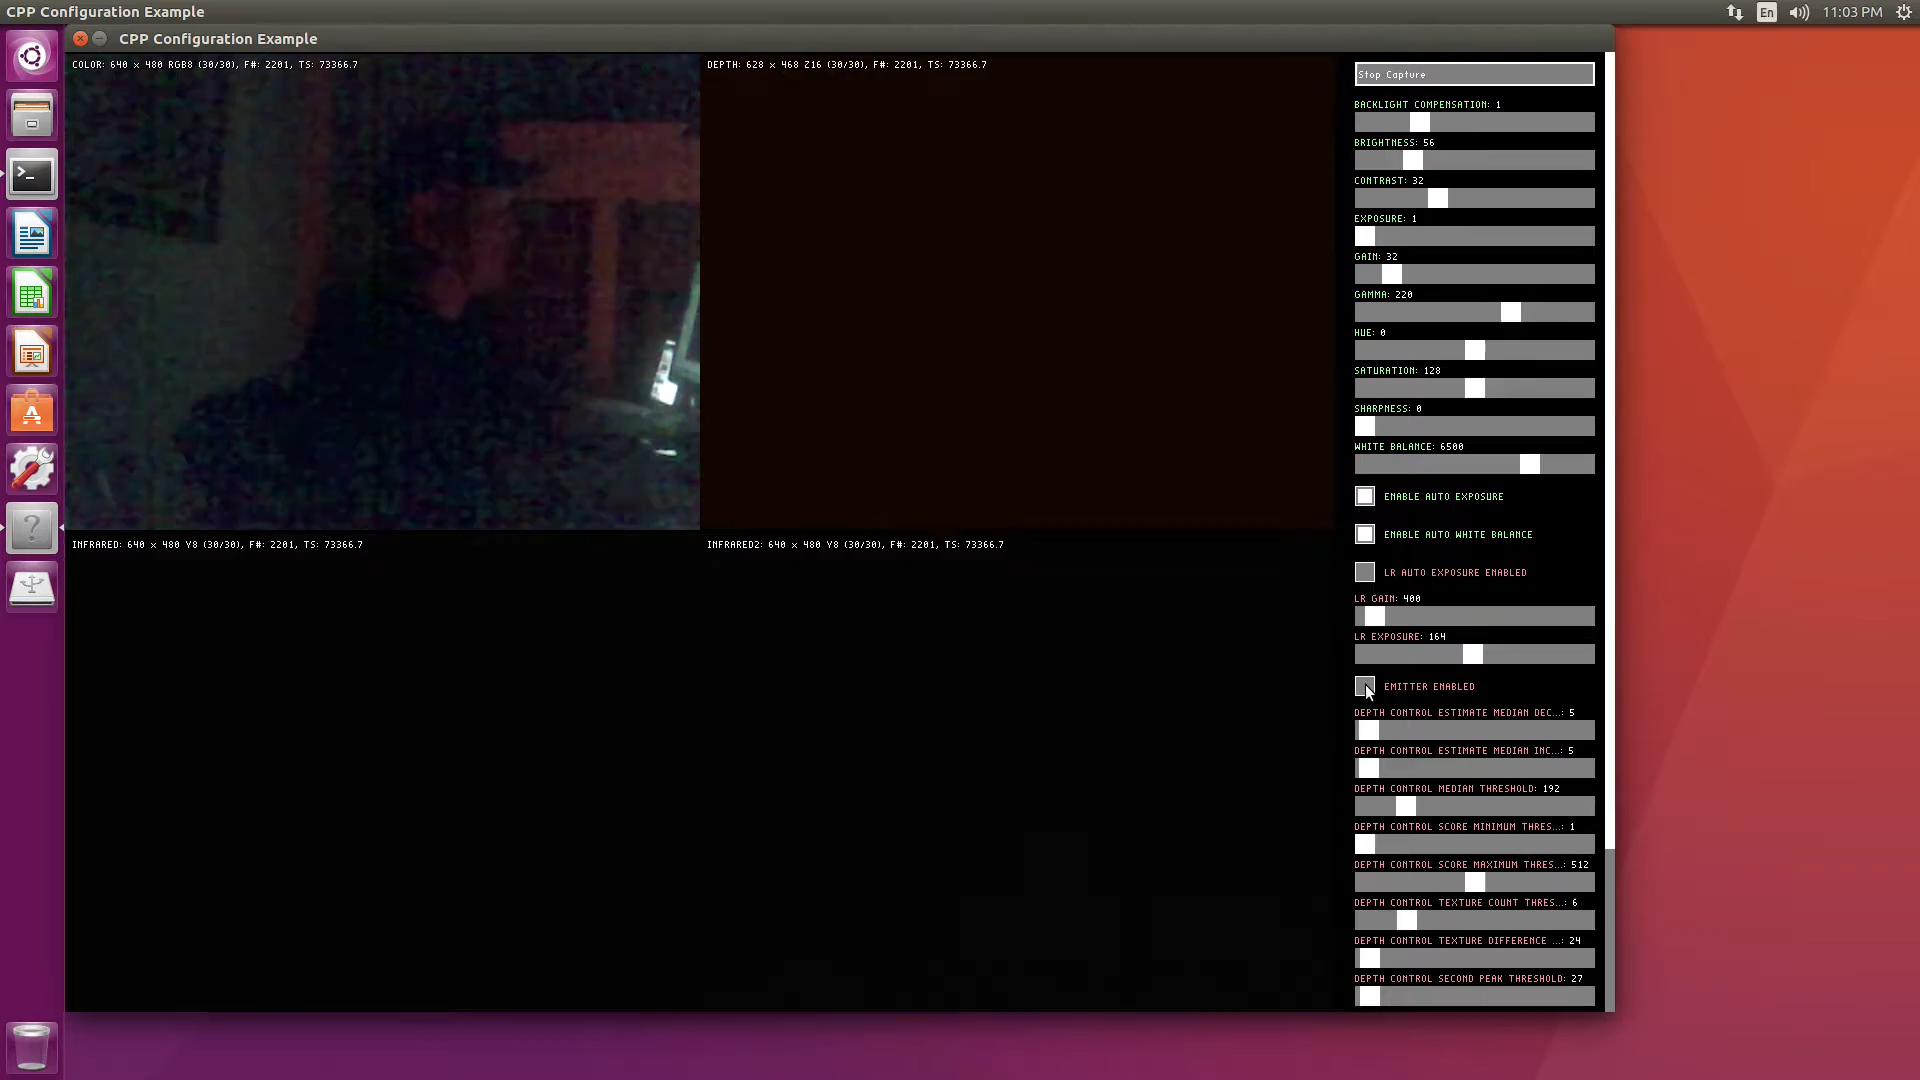 CPP Configuration Example
En
11:03 PM
CPP Configuration Example
COLOR: 640 x 480 RGB8 (30/30), F#: 2201, TS: 73366.7
DEPTH: 628 x 468 Z16 (30/30), F#: 2201, TS: 73366.7
INFRARED: 640 x 480 Y8 (30/30), F#: 2201, TS: 73366.7
INFRARED2: 640 x 480 Y8 (30/30), F#: 2201, TS: 73366.7
Stop Capture
BACKLIGHT COMPENSATION: 1
BRIGHTNESS: 56
CONTRAST: 32
EXPOSURE: 1
GAIN: 32
GAMMA: 220
HUE: 0
SATURATION: 128
SHARPNESS: 0
WHITE BALANCE: 6500
ENABLE AUTO EXPOSURE
ENABLE AUTO WHITE BALANCE
LR AUTO EXPOSURE ENABLED
LR GAIN: 400
LR EXPOSURE: 164
EMITTER ENABLED
DEPTH CONTROL ESTIMATE MEDIAN DEC...: 5
DEPTH CONTROL ESTIMATE MEDIAN INC...: 5
DEPTH CONTROL MEDIAN THRESHOLD: 192
DEPTH CONTROL SCORE MINIMUM THRES...: 1
DEPTH CONTROL SCORE MAXIMUM THRES...: 512
DEPTH CONTROL TEXTURE COUNT THRES...: 6
DEPTH CONTROL TEXTURE DIFFERENCE ...: 24
DEPTH CONTROL SECOND PEAK THRESHOLD: 27